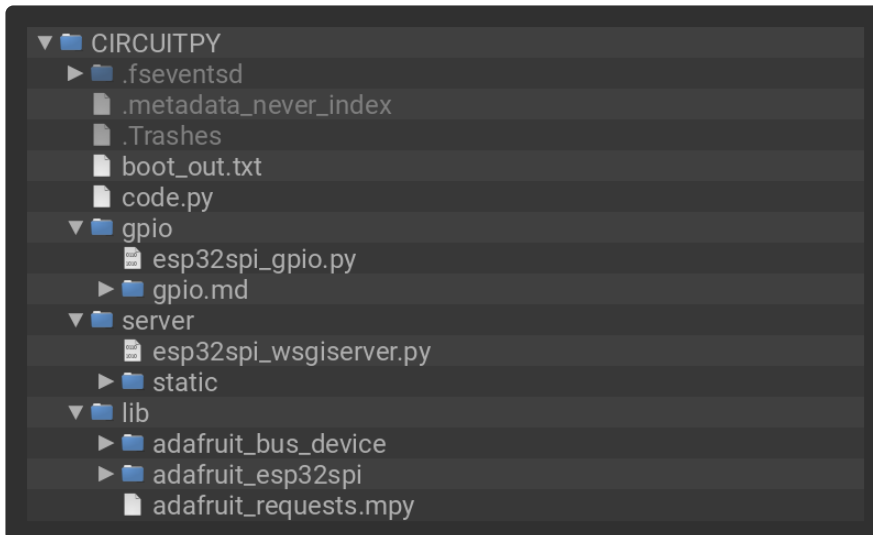 CIRCUITPY
.fseventsd
.metadata_never_index
.Trashes
boot_out.txt
code.py
gpio
esp32spi_gpio.py
gpio.md
server
esp32spi_wsgiserver.py
static
lib
adafruit_bus_device
adafruit_esp32spi
adafruit_requests.mpy